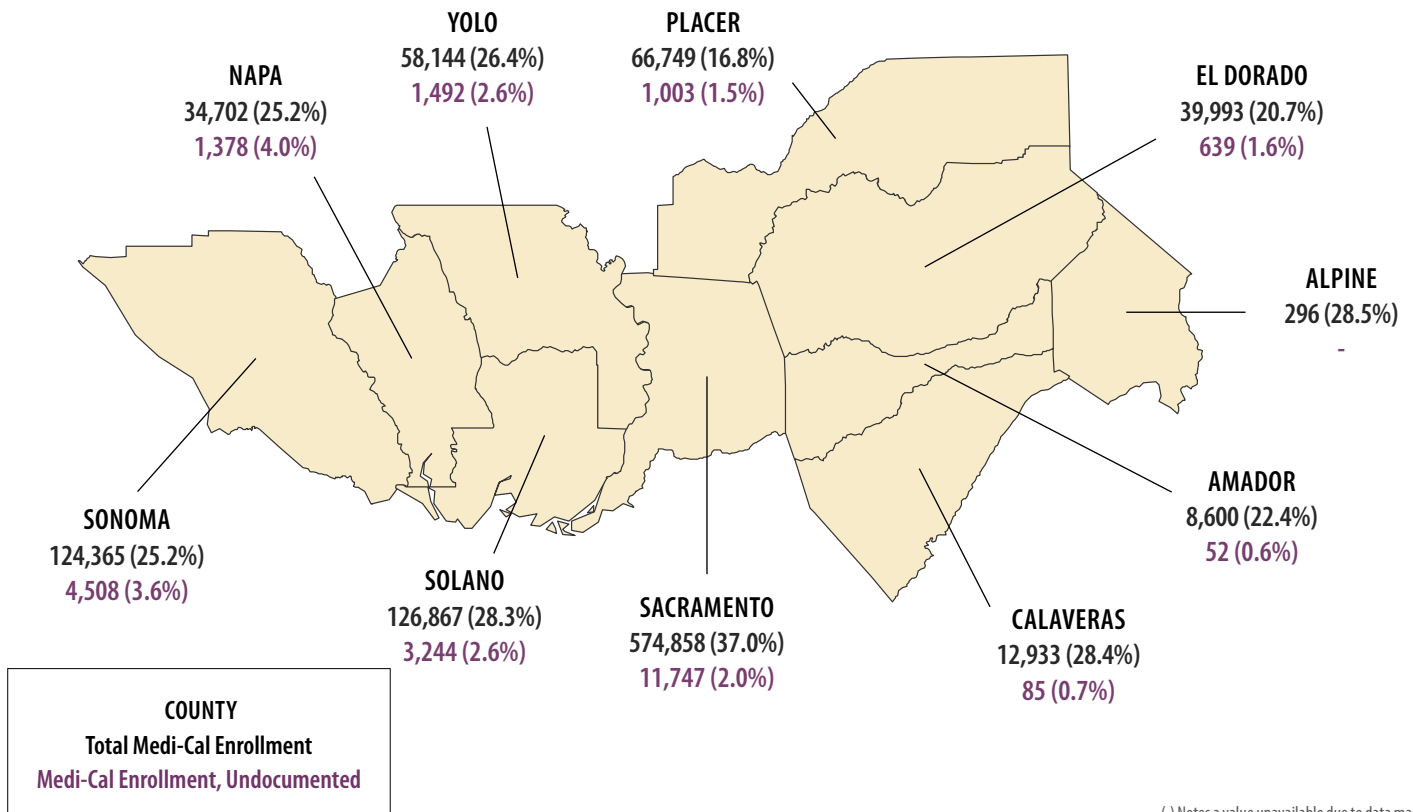 YOLO
58,144 (26.4%)
1,492 (2.6%)
PLACER
66,749 (16.8%)
1,003 (1.5%)
NAPA
34,702 (25.2%)
1,378 (4.0%)
EL DORADO
39,993 (20.7%)
639 (1.6%)
ALPINE
296 (28.5%)
-
SONOMA
124,365 (25.2%)
4,508 (3.6%)
SOLANO
126,867 (28.3%)
3,244 (2.6%)
SACRAMENTO
574,858 (37.0%)
11,747 (2.0%)
CALAVERAS
12,933 (28.4%)
85 (0.7%)
AMADOR
8,600 (22.4%)
52 (0.6%)
COUNTY
Total Medi-Cal Enrollment
Medi-Cal Enrollment, Undocumented